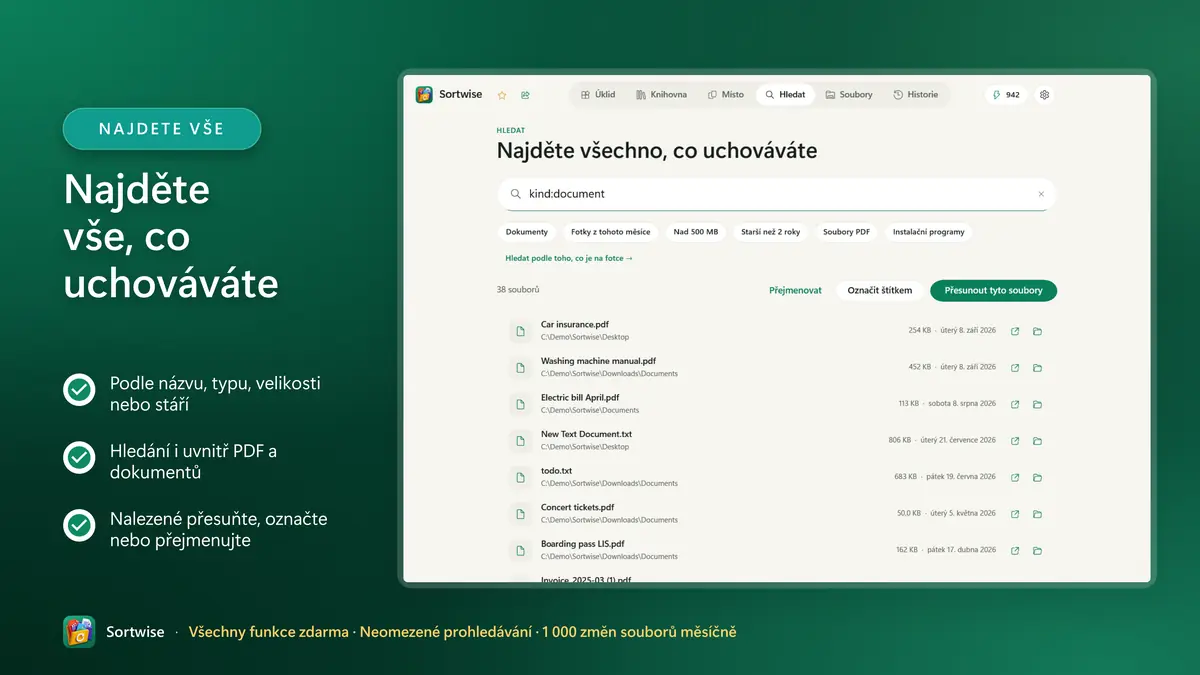 NAJDETE VŠE
Najděte
vše, co
uchováváte
Podle názvu, typu, velikosti
nebo stáří
Hledání i uvnitř PDF a
dokumentů
Nalezené přesuňte, označte
nebo přejmenujte
Sortwise
Úklid
Knihovna
Místo
Hledat
Soubory
Historie
942
HLEDAT
Najděte všechno, co uchováváte
kind:document
Dokumenty
Fotky z tohoto měsíce
Nad 500 MB
Starší než 2 roky
Soubory PDF
Instalační programy
Hledat podle toho, co je na fotce →
38 souborů
Přejmenovat
Označit štítkem
Přesunout tyto soubory
Car insurance.pdf
C:\Demo\Sortwise\Desktop
254 KB · úterý 8. září 2026
Washing machine manual.pdf
C:\Demo\Sortwise\Downloads\Documents
452 KB · úterý 8. září 2026
Electric bill April.pdf
C:\Demo\Sortwise\Documents
113 KB · sobota 8. srpna 2026
New Text Document.txt
C:\Demo\Sortwise\Desktop
806 KB · úterý 21. července 2026
todo.txt
C:\Demo\Sortwise\Downloads\Documents
683 KB · pátek 19. června 2026
Concert tickets.pdf
C:\Demo\Sortwise\Downloads\Documents
50,0 KB · úterý 5. května 2026
Boarding pass LIS.pdf
C:\Demo\Sortwise\Downloads\Documents
162 KB · pátek 17. dubna 2026
Invoice_2025-03 (1).pdf
Sortwise · Všechny funkce zdarma · Neomezené prohledávání · 1 000 změn souborů měsíčně